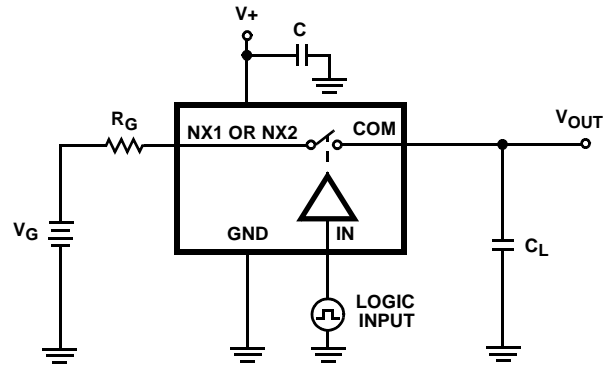 V+
C
RG
NX1 OR NX2
COM
VOUT
VG
GND
IN
CL
LOGIC
INPUT